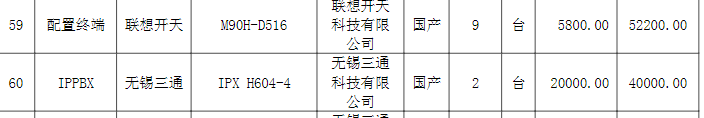 59 配置终端 联想开天 M90H-D516 联想开天科技有限公司 国产 9 台 5800.00 52200.00
60 IPPBX 无锡三通 IPX H604-4 无锡三通科技有限公司 国产 2 台 20000.00 40000.00